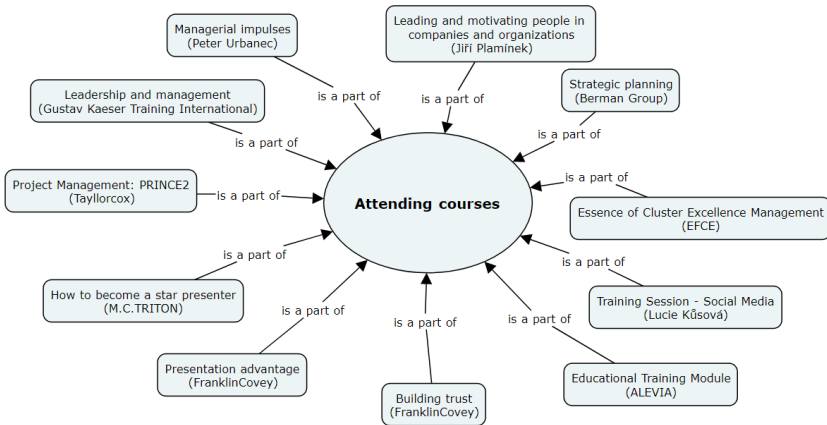 Managerial impulses
(Peter Urbanec)
Leading and motivating people in
companies and organizations
(Jiří Plamínek)
Strategic planning
(Berman Group)
Leadership and management
(Gustav Kaeser Training International)
is a part of
is a part of
is a part of
is a part of
Project Management: PRINCE2
(Tayllorcox)
is a part of
Attending courses
is a part of
Essence of Cluster Excellence Management
(EFCE)
is a part of
is a part of
How to become a star presenter
(M.C.TRITON)
Training Session - Social Media
(Lucie Kůsová)
is a part of
is a part of
is a part of
Presentation advantage
(FranklinCovey)
Building trust
(FranklinCovey)
Educational Training Module
(ALEVIA)